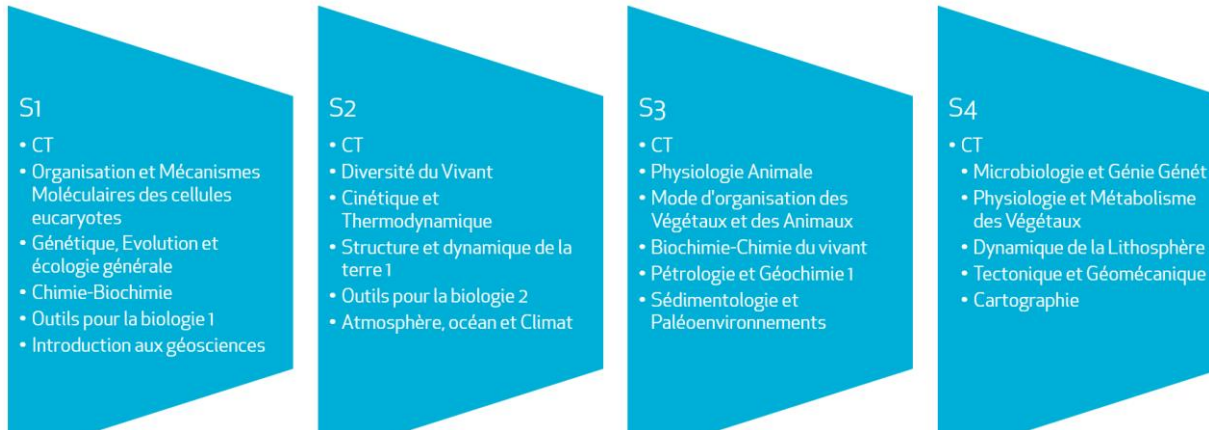 S1
• CT
• Organisation et Mécanismes
Moléculaires des cellules
eucaryotes
• Génétique, Evolution et
écologie générale
• Chimie-Biochimie
• Outils pour la biologie 1
• Introduction aux géosciences
S2
• CT
• Diversité du Vivant
• Cinétique et
Thermodynamique
• Structure et dynamique de la
terre 1
• Outils pour la biologie 2
• Atmosphère, océan et Climat
S3
• CT
• Physiologie Animale
• Mode d'organisation des
Végétaux et des Animaux
• Biochimie-Chimie du vivant
• Pétrologie et Géochimie 1
• Sédimentologie et
Paléoenvironnements
S4
• CT
• Microbiologie et Génie Génét
• Physiologie et Métabolisme
des Végétaux
• Dynamique de la Lithosphère
• Tectonique et Géomécanique
• Cartographie